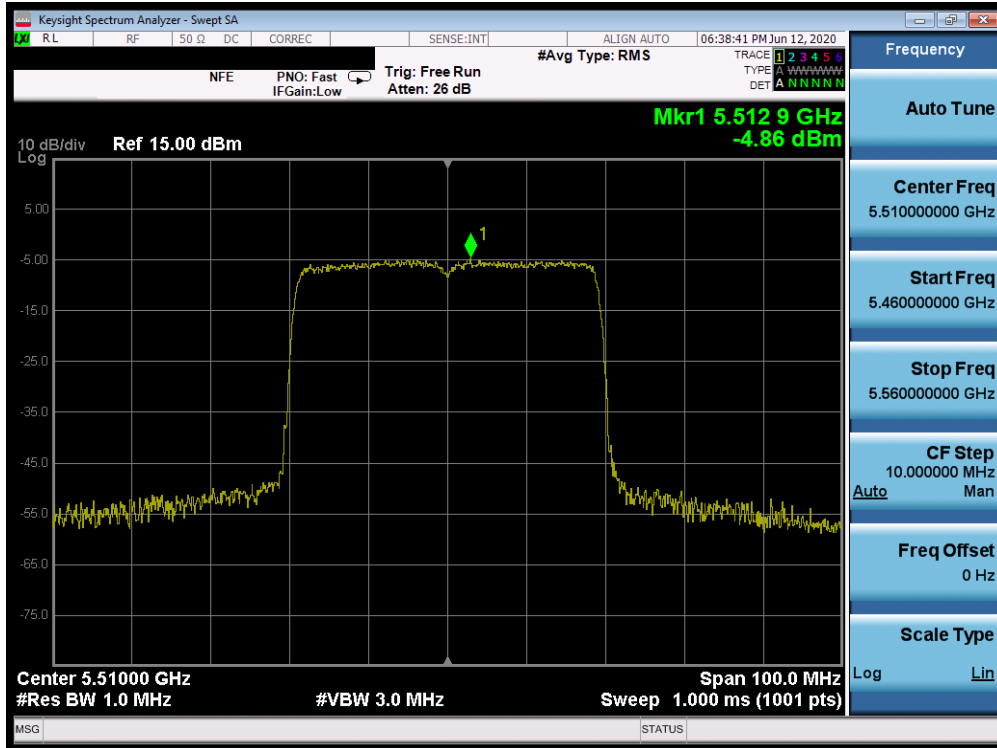 Keysight Spectrum Analyzer - Swept SA
LXI RL RF 50 Ω DC CORREC SENSE:INT ALIGN AUTO 06:38:41 PM Jun 12, 2020
#Avg Type: RMS TRACE 1 2 3 4 5 6
NFE PNO: Fast Trig: Free Run TYPE A WWWWW
IFGain:Low Atten: 26 dB DET A N N N N N
Mkr1 5.512 9 GHz
-4.86 dBm
10 dB/div Ref 15.00 dBm
Log
1
5.00
-5.00
-15.0
-25.0
-35.0
-45.0
-55.0
-65.0
-75.0
Center 5.51000 GHz Span 100.0 MHz
#Res BW 1.0 MHz #VBW 3.0 MHz Sweep 1.000 ms (1001 pts)
MSG STATUS
Frequency
Auto Tune
Center Freq
5.510000000 GHz
Start Freq
5.460000000 GHz
Stop Freq
5.560000000 GHz
CF Step
10.000000 MHz
Auto Man
Freq Offset
0 Hz
Scale Type
Log Lin